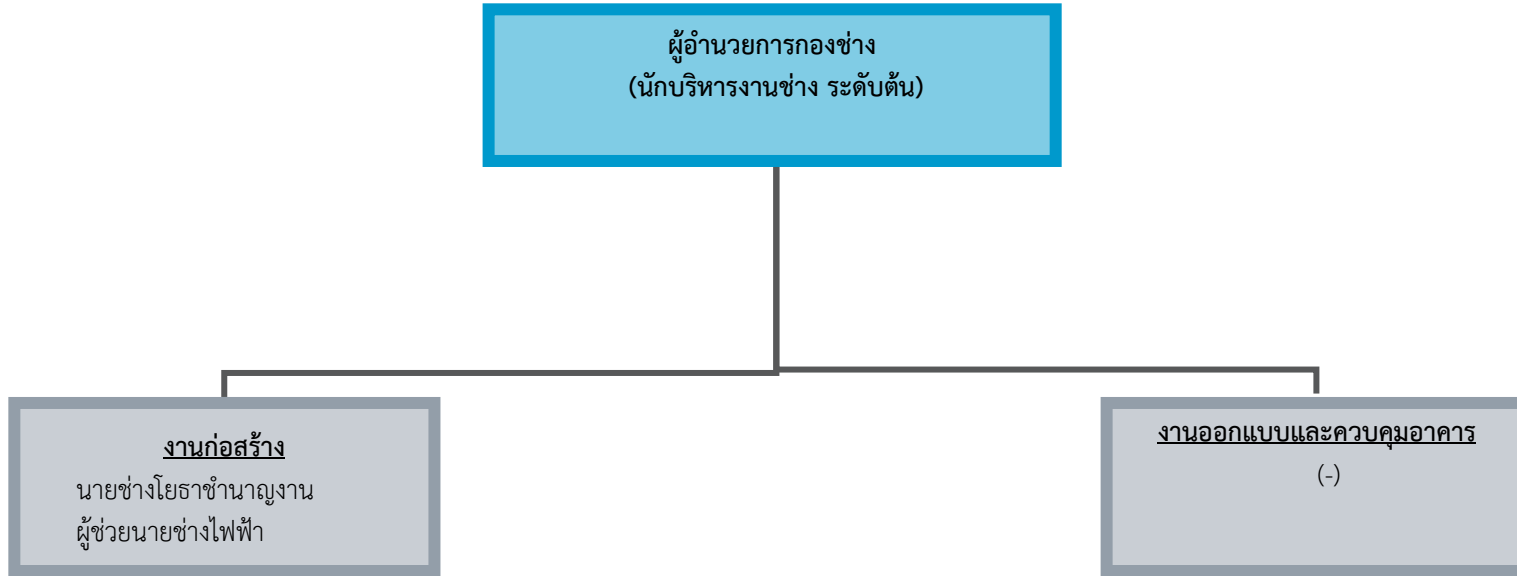 ผู้อำนวยการกองช่าง
(นักบริหารงานช่าง ระดับต้น)
งานก่อสร้าง
นายช่างโยธาชำนาญงาน
ผู้ช่วยนายช่างไฟฟ้า
งานออกแบบและควบคุมอาคาร
(-)